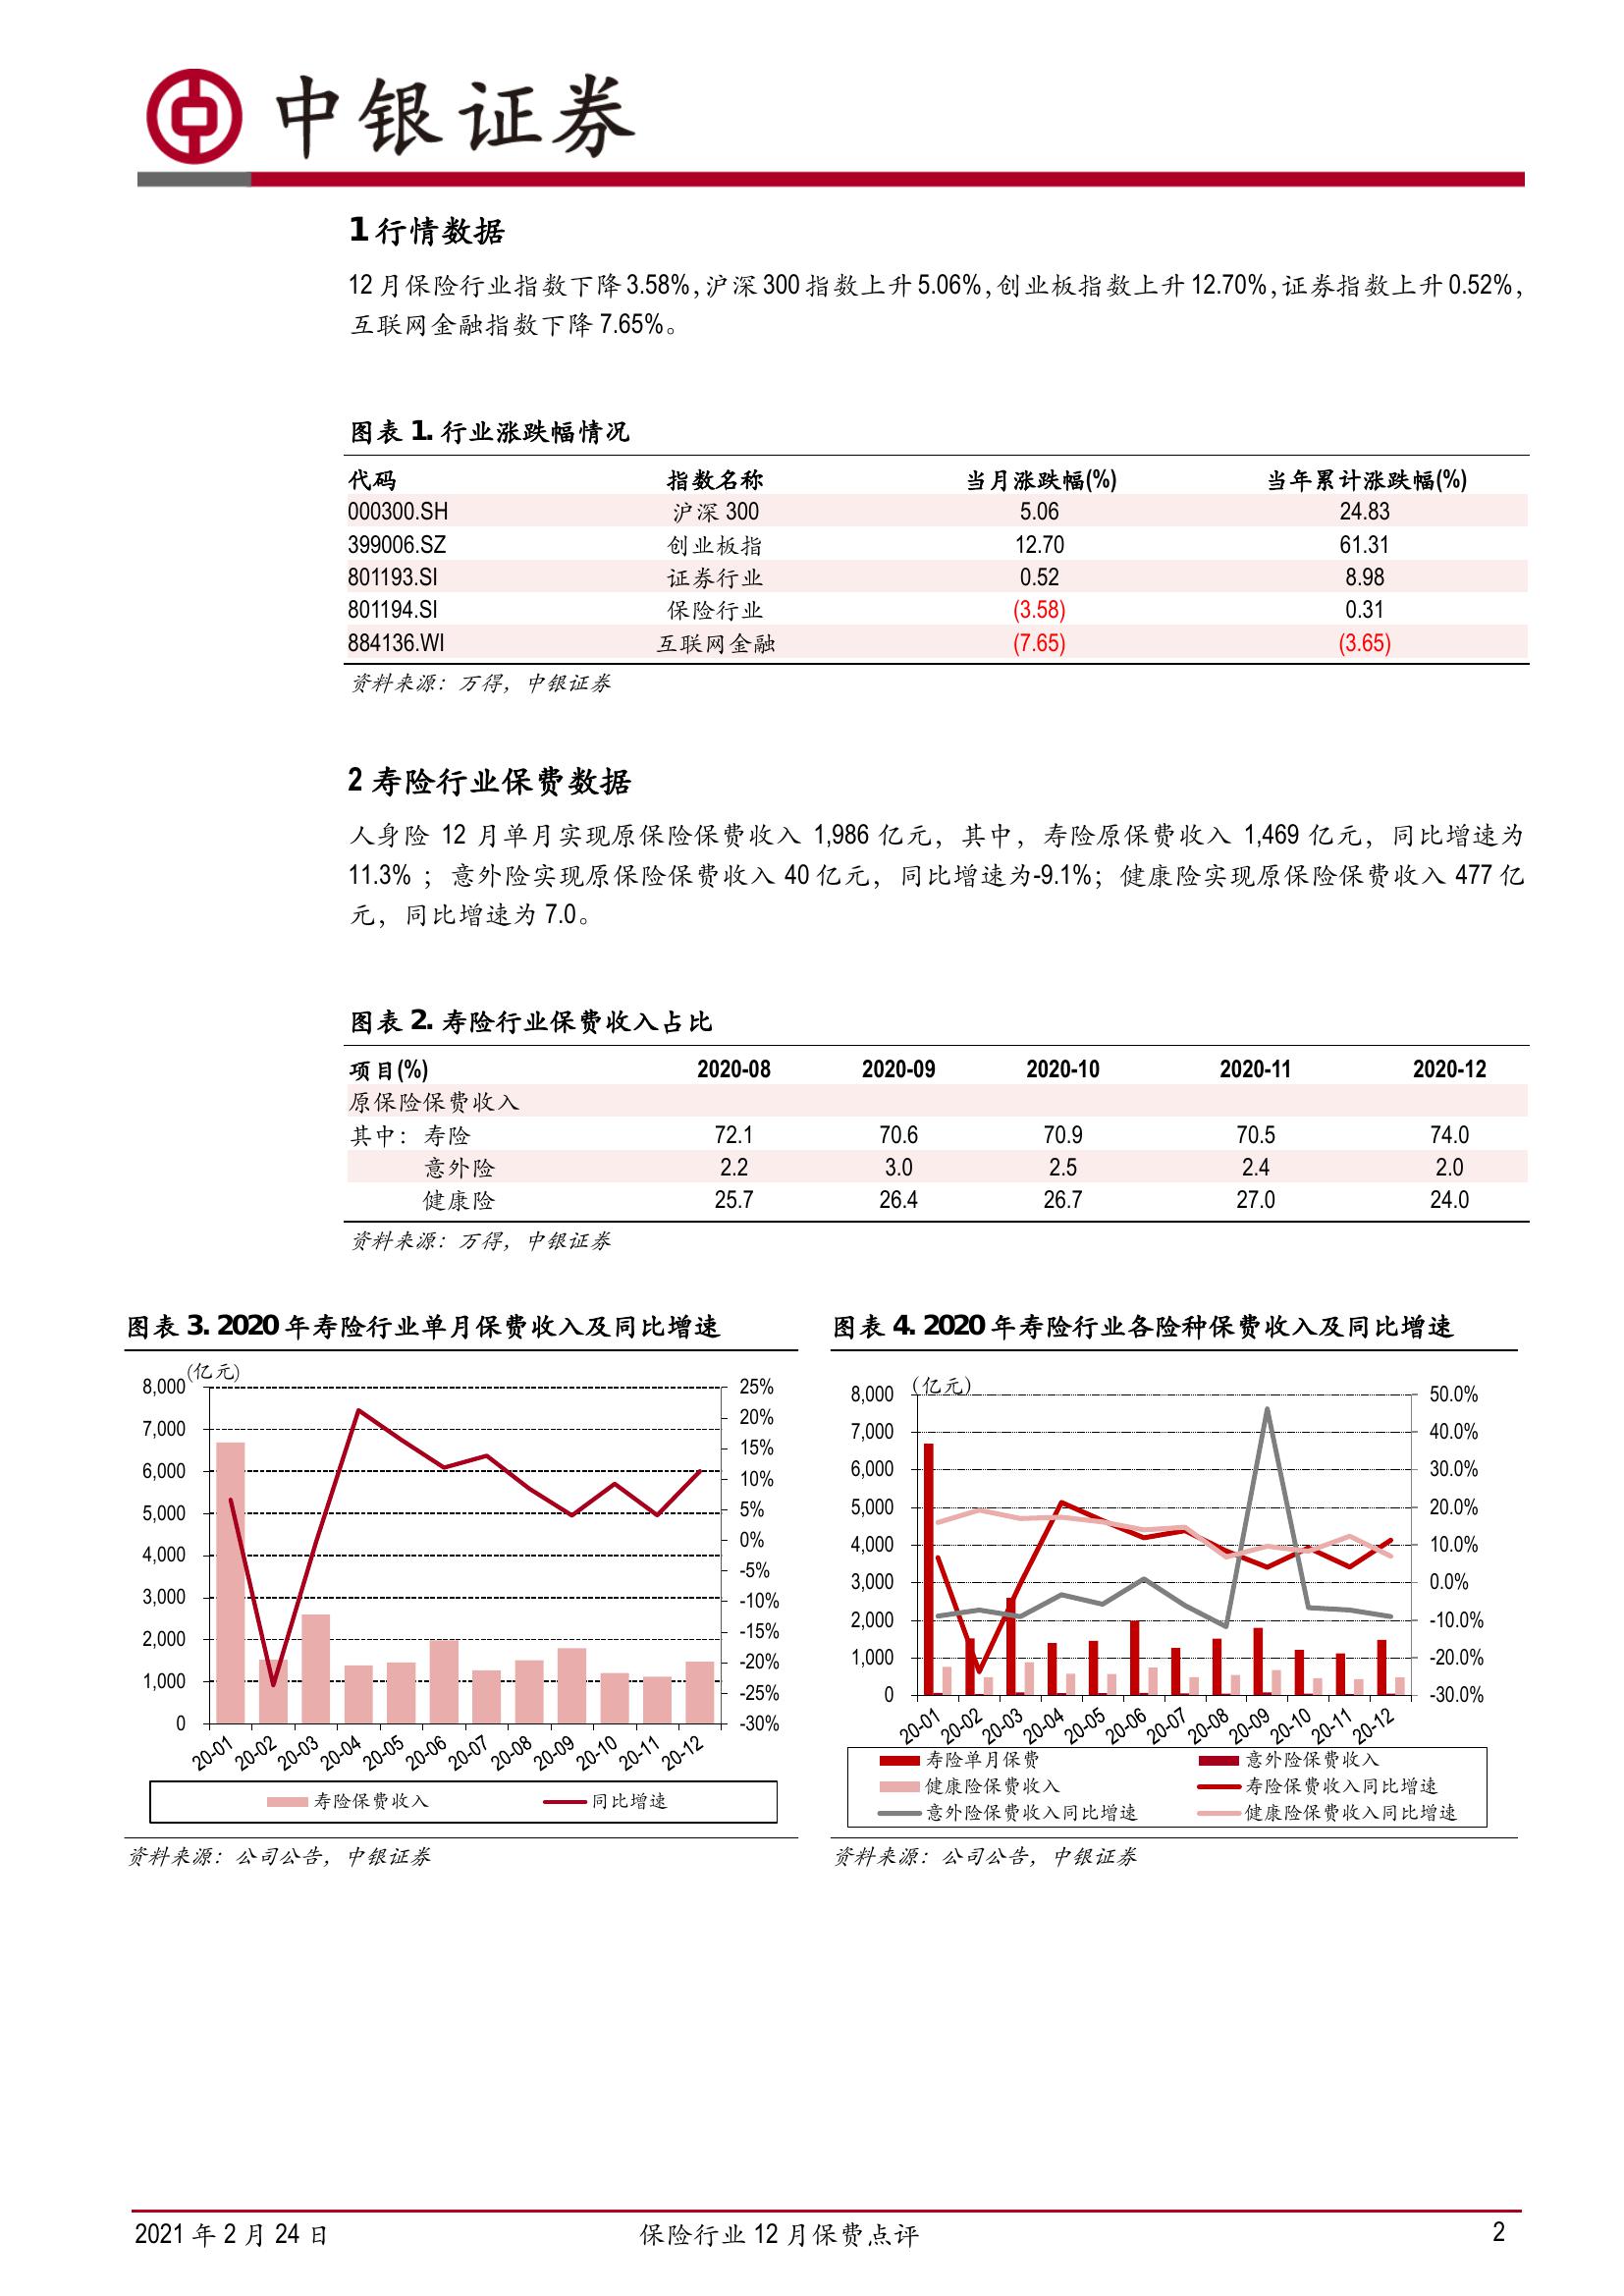 中银证券
1 行情数据
12 月保险行业指数下降 3.58%，沪深 300 指数上升 5.06%，创业板指数上升 12.70%，证券指数上升 0.52%，
互联网金融指数下降 7.65%。
图表 1. 行业涨跌幅情况
代码 指数名称 当月涨跌幅(%) 当年累计涨跌幅(%)
000300.SH 沪深 300 5.06 24.83
399006.SZ 创业板指 12.70 61.31
801193.SI 证券行业 0.52 8.98
801194.SI 保险行业 (3.58) 0.31
884136.WI 互联网金融 (7.65) (3.65)
资料来源：万得，中银证券
2 寿险行业保费数据
人身险 12 月单月实现原保险保费收入 1,986 亿元，其中，寿险原保费收入 1,469 亿元，同比增速为
11.3% ；意外险实现原保险保费收入 40 亿元，同比增速为-9.1%；健康险实现原保险保费收入 477 亿
元，同比增速为 7.0。
图表 2. 寿险行业保费收入占比
项目(%) 2020-08 2020-09 2020-10 2020-11 2020-12
原保险保费收入
其中：寿险 72.1 70.6 70.9 70.5 74.0
意外险 2.2 3.0 2.5 2.4 2.0
健康险 25.7 26.4 26.7 27.0 24.0
资料来源：万得，中银证券
图表 3. 2020 年寿险行业单月保费收入及同比增速
(亿元)
8,000 25%
20%
7,000
15%
6,000
10%
5,000 5%
0%
4,000
-5%
3,000 -10%
-15%
2,000
-20%
1,000
-25%
0 -30%
20-01 20-02 20-03 20-04 20-05 20-06 20-07 20-08 20-09 20-10 20-11 20-12
寿险保费收入 同比增速
资料来源：公司公告，中银证券
图表 4. 2020 年寿险行业各险种保费收入及同比增速
(亿元)
8,000 50.0%
7,000 40.0%
6,000 30.0%
5,000 20.0%
4,000 10.0%
3,000 0.0%
2,000 -10.0%
1,000 -20.0%
0 -30.0%
20-01 20-02 20-03 20-04 20-05 20-06 20-07 20-08 20-09 20-10 20-11 20-12
寿险单月保费 意外险保费收入
健康险保费收入 寿险保费收入同比增速
意外险保费收入同比增速 健康险保费收入同比增速
资料来源：公司公告，中银证券
2021 年 2 月 24 日 保险行业 12 月保费点评 2